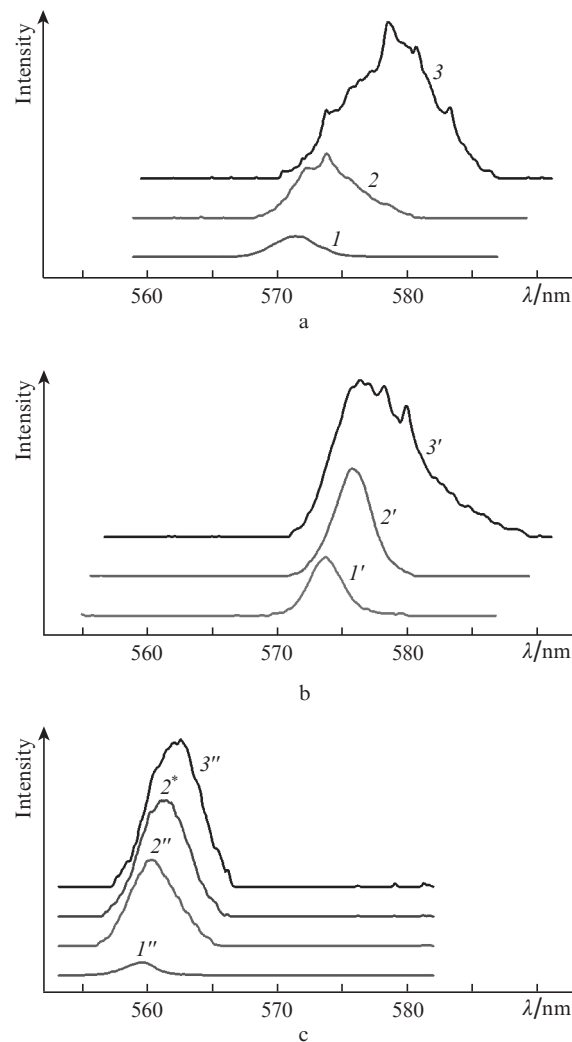 Intensity
3
2
1
560 570 580 λ/nm
a
Intensity
3′
2′
1′
560 570 580 λ/nm
b
Intensity
3″
2*
2″
1″
560 570 580 λ/nm
c